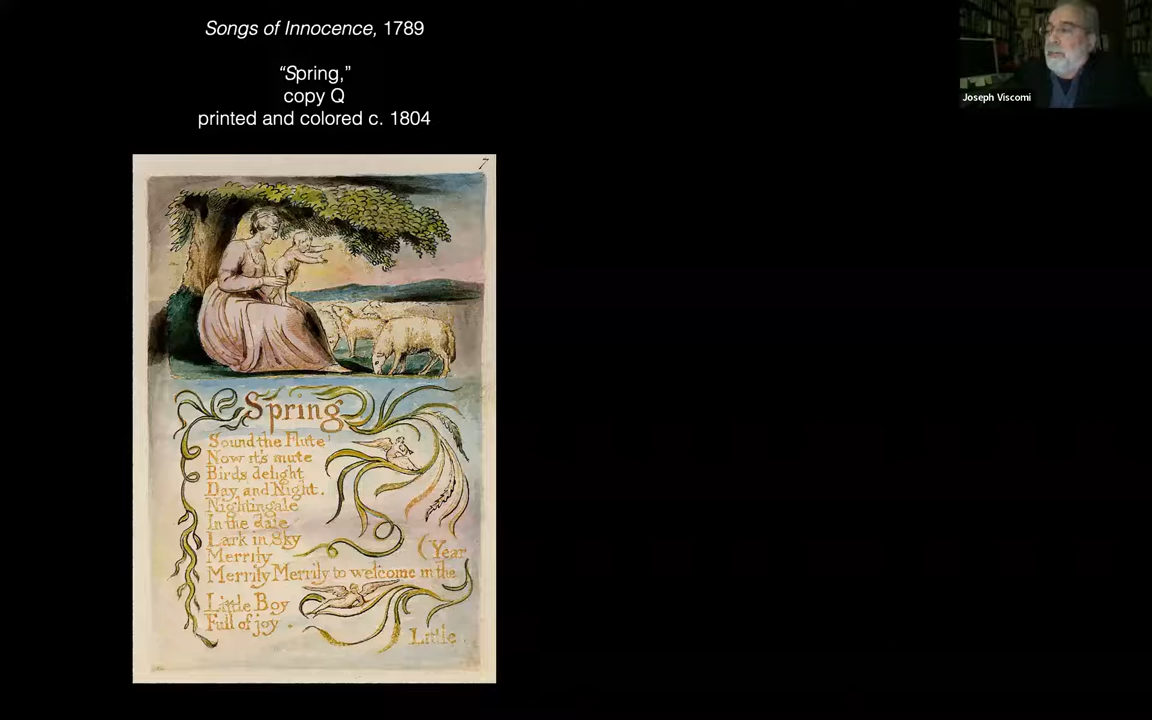 Songs of Innocence, 1789
“Spring,”
copy Q
printed and colored c. 1804
Joseph Viscomi
7
Spring
Sound the Flute!
Now it's mute
Birds delight
Day and Night.
Nightingale
In the dale
Lark in Sky
Merrily
(Year
Merrily Merrily to welcome in the
Little Boy
Full of joy
Little